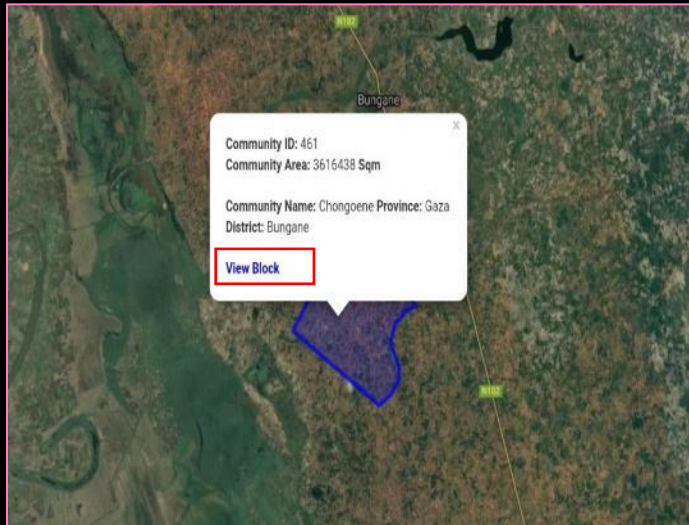 N102
Bungane
x
Community ID: 461
Community Area: 3616438 Sqm
Community Name: Chongoene Province: Gaza
District: Bungane
View Block
N102